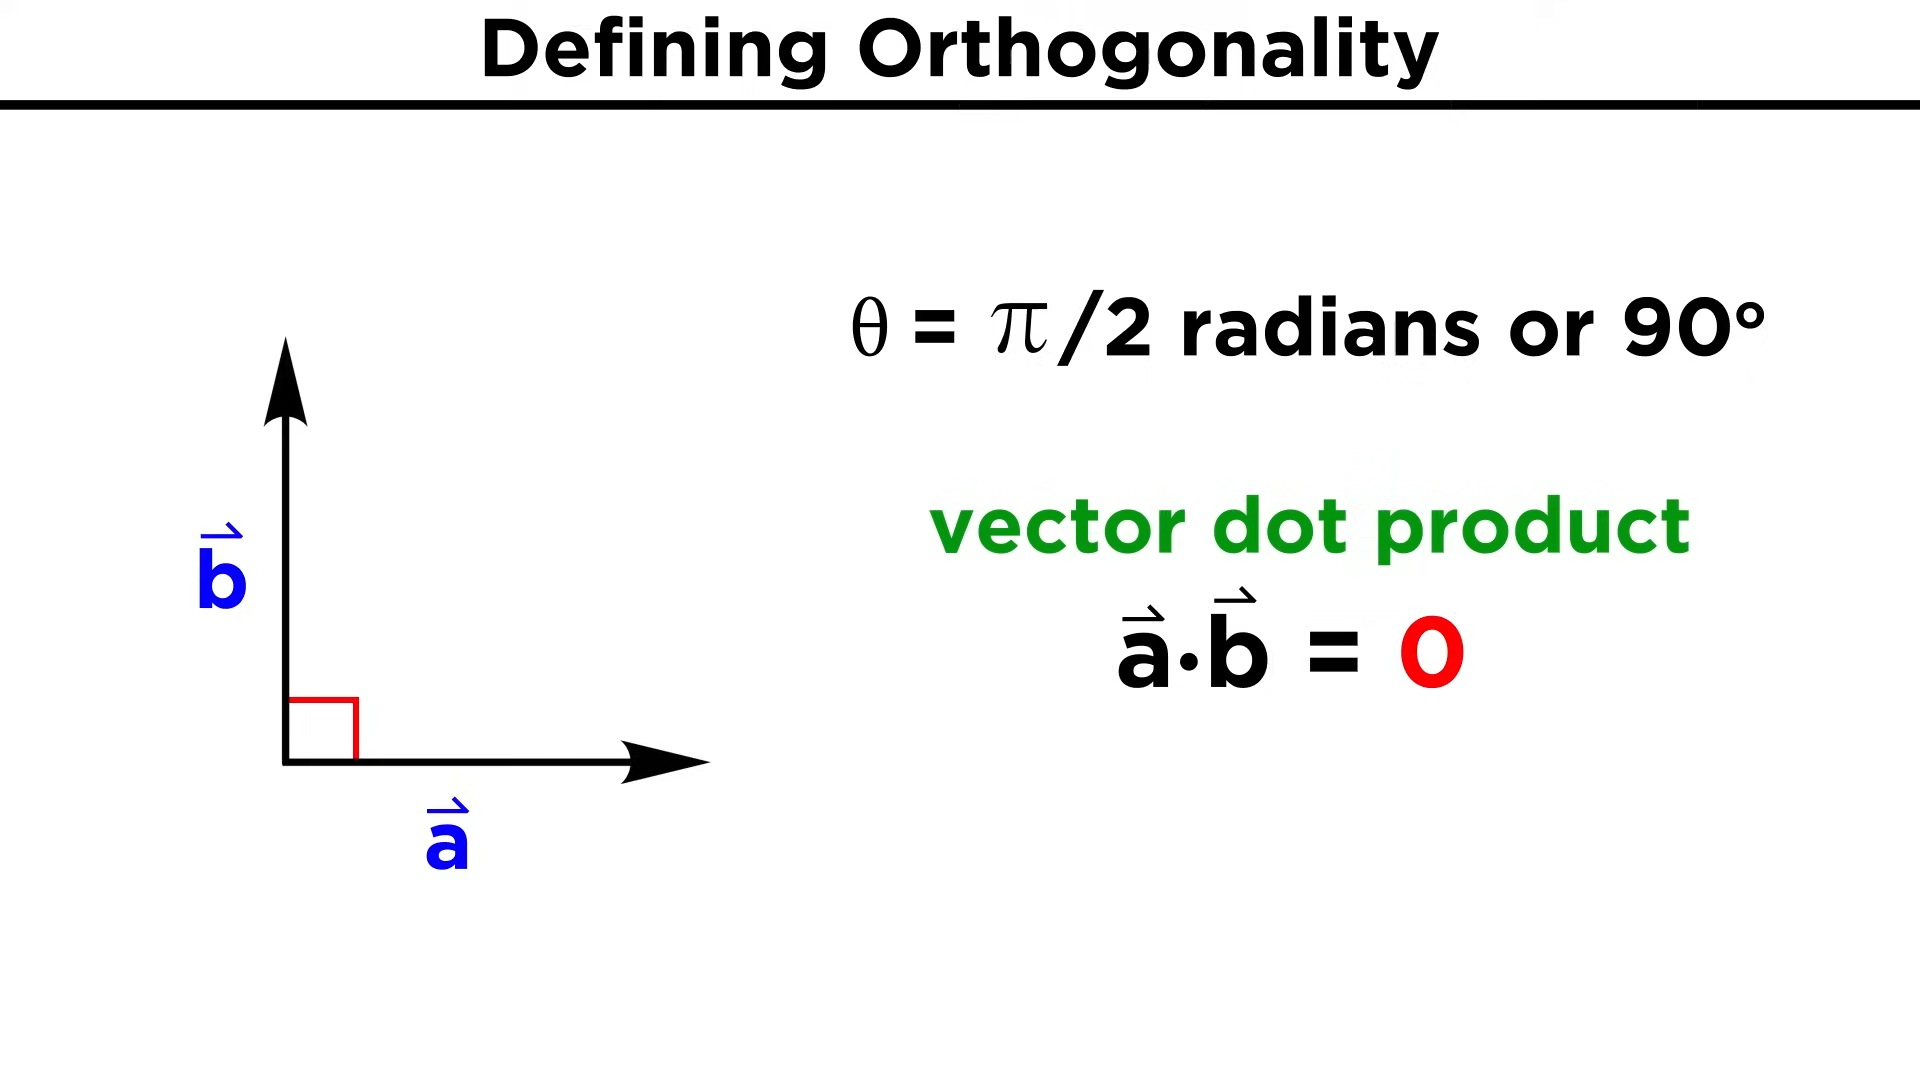 Defining Orthogonality
θ = π/2 radians or 90°
vector dot product
a⃗·b⃗ = 0
b⃗
a⃗